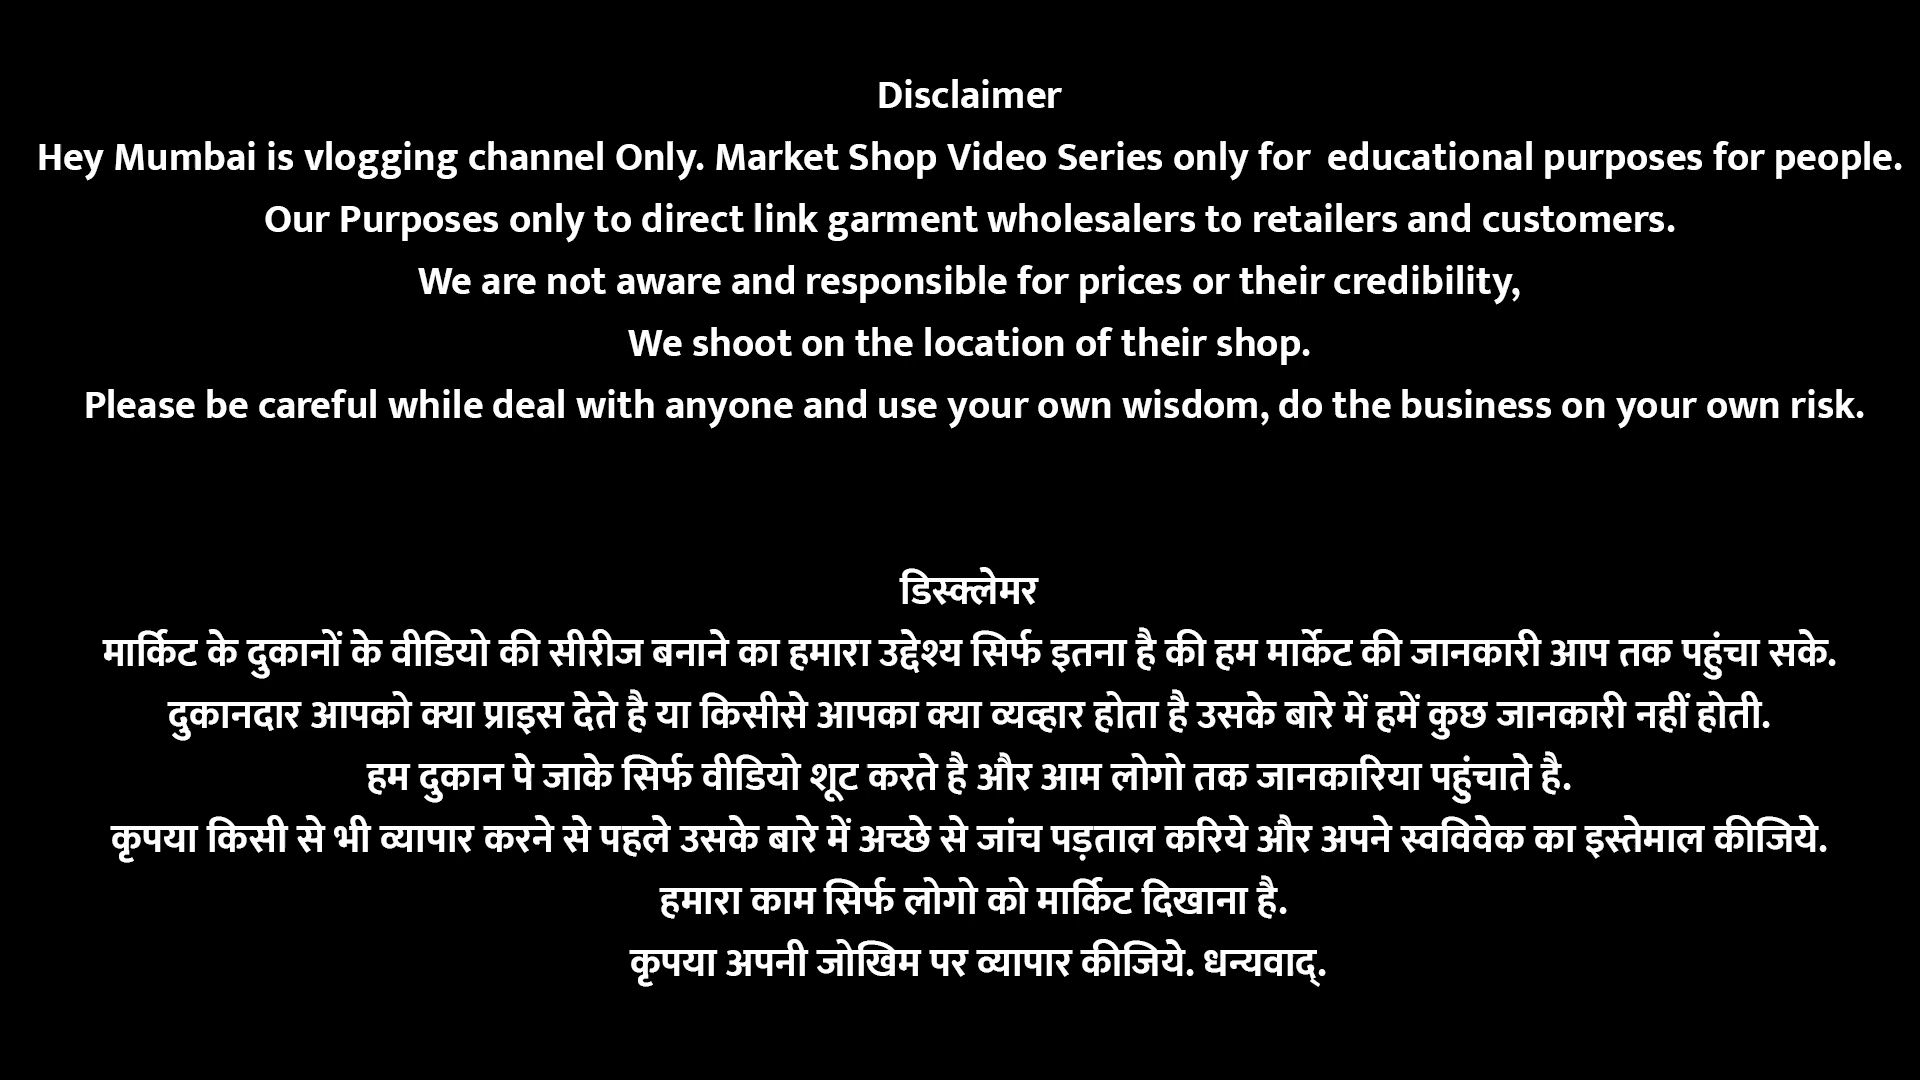 Disclaimer
Hey Mumbai is vlogging channel Only. Market Shop Video Series only for educational purposes for people.
Our Purposes only to direct link garment wholesalers to retailers and customers.
We are not aware and responsible for prices or their credibility,
We shoot on the location of their shop.
Please be careful while deal with anyone and use your own wisdom, do the business on your own risk.
डिस्क्लेमर
मार्किट के दुकानों के वीडियो की सीरीज बनाने का हमारा उद्देश्य सिर्फ इतना है की हम मार्केट की जानकारी आप तक पहुंचा सके.
दुकानदार आपको क्या प्राइस देते है या किसीसे आपका क्या व्यव्हार होता है उसके बारे में हमें कुछ जानकारी नहीं होती.
हम दुकान पे जाके सिर्फ वीडियो शूट करते है और आम लोगो तक जानकारिया पहुंचाते है.
कृपया किसी से भी व्यापार करने से पहले उसके बारे में अच्छे से जांच पड़ताल करिये और अपने स्वविवेक का इस्तेमाल कीजिये.
हमारा काम सिर्फ लोगो को मार्किट दिखाना है.
कृपया अपनी जोखिम पर व्यापार कीजिये. धन्यवाद्.